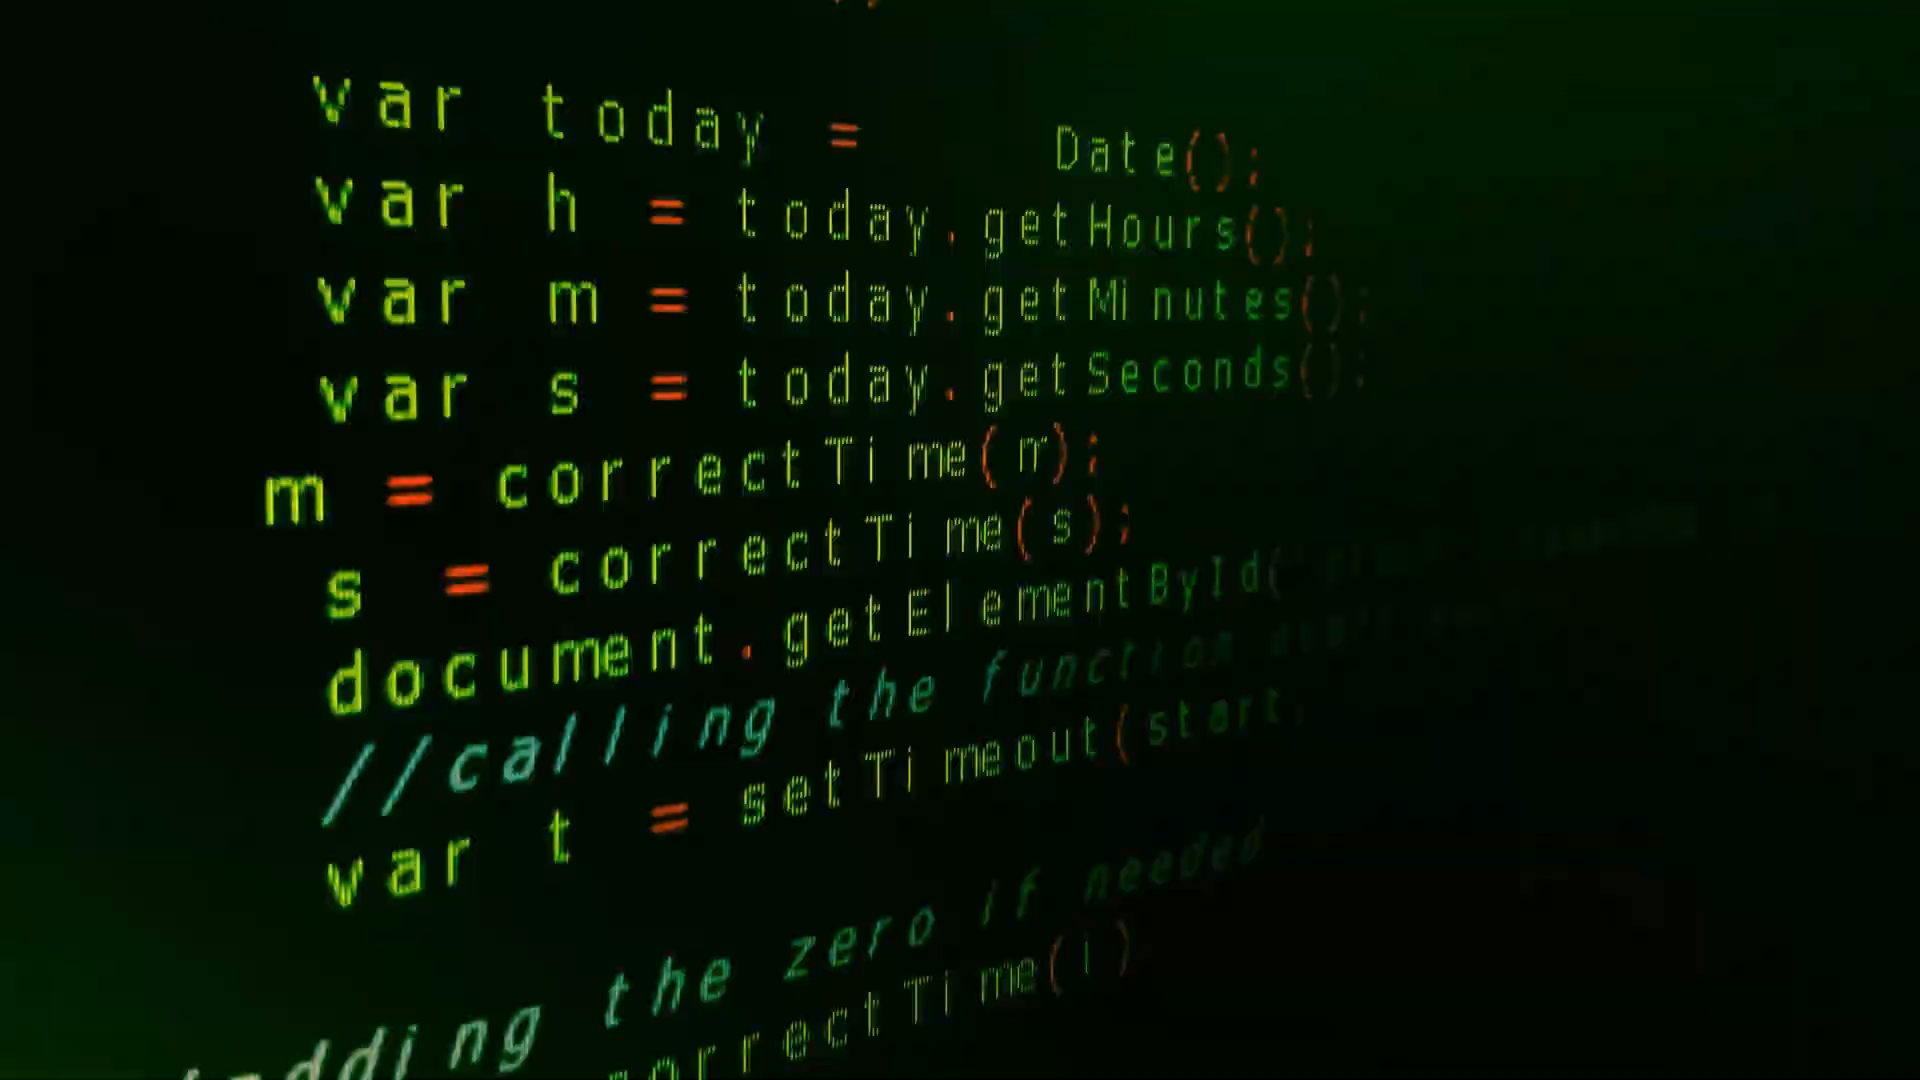 var today = Date();
var h = today.getHours();
var m = today.getMinutes();
var s = today.getSeconds();
m = correctTime(m);
s = correctTime(s);
document.getElementById(
//calling the function
var t = setTimeout(start,
adding the zero if needed
correctTime(i)